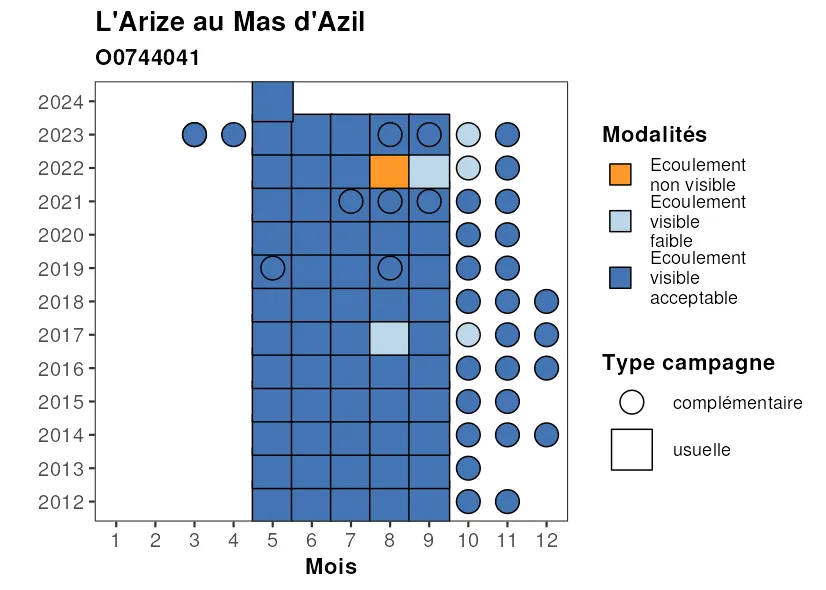 L'Arize au Mas d'Azil
O0744041
2024
2023
2022
2021
2020
2019
2018
2017
2016
2015
2014
2013
2012
1 2 3 4 5 6 7 8 9 10 11 12
Mois
Modalités
Ecoulement
non visible
Ecoulement
visible
faible
Ecoulement
visible
acceptable
Type campagne
complémentaire
usuelle